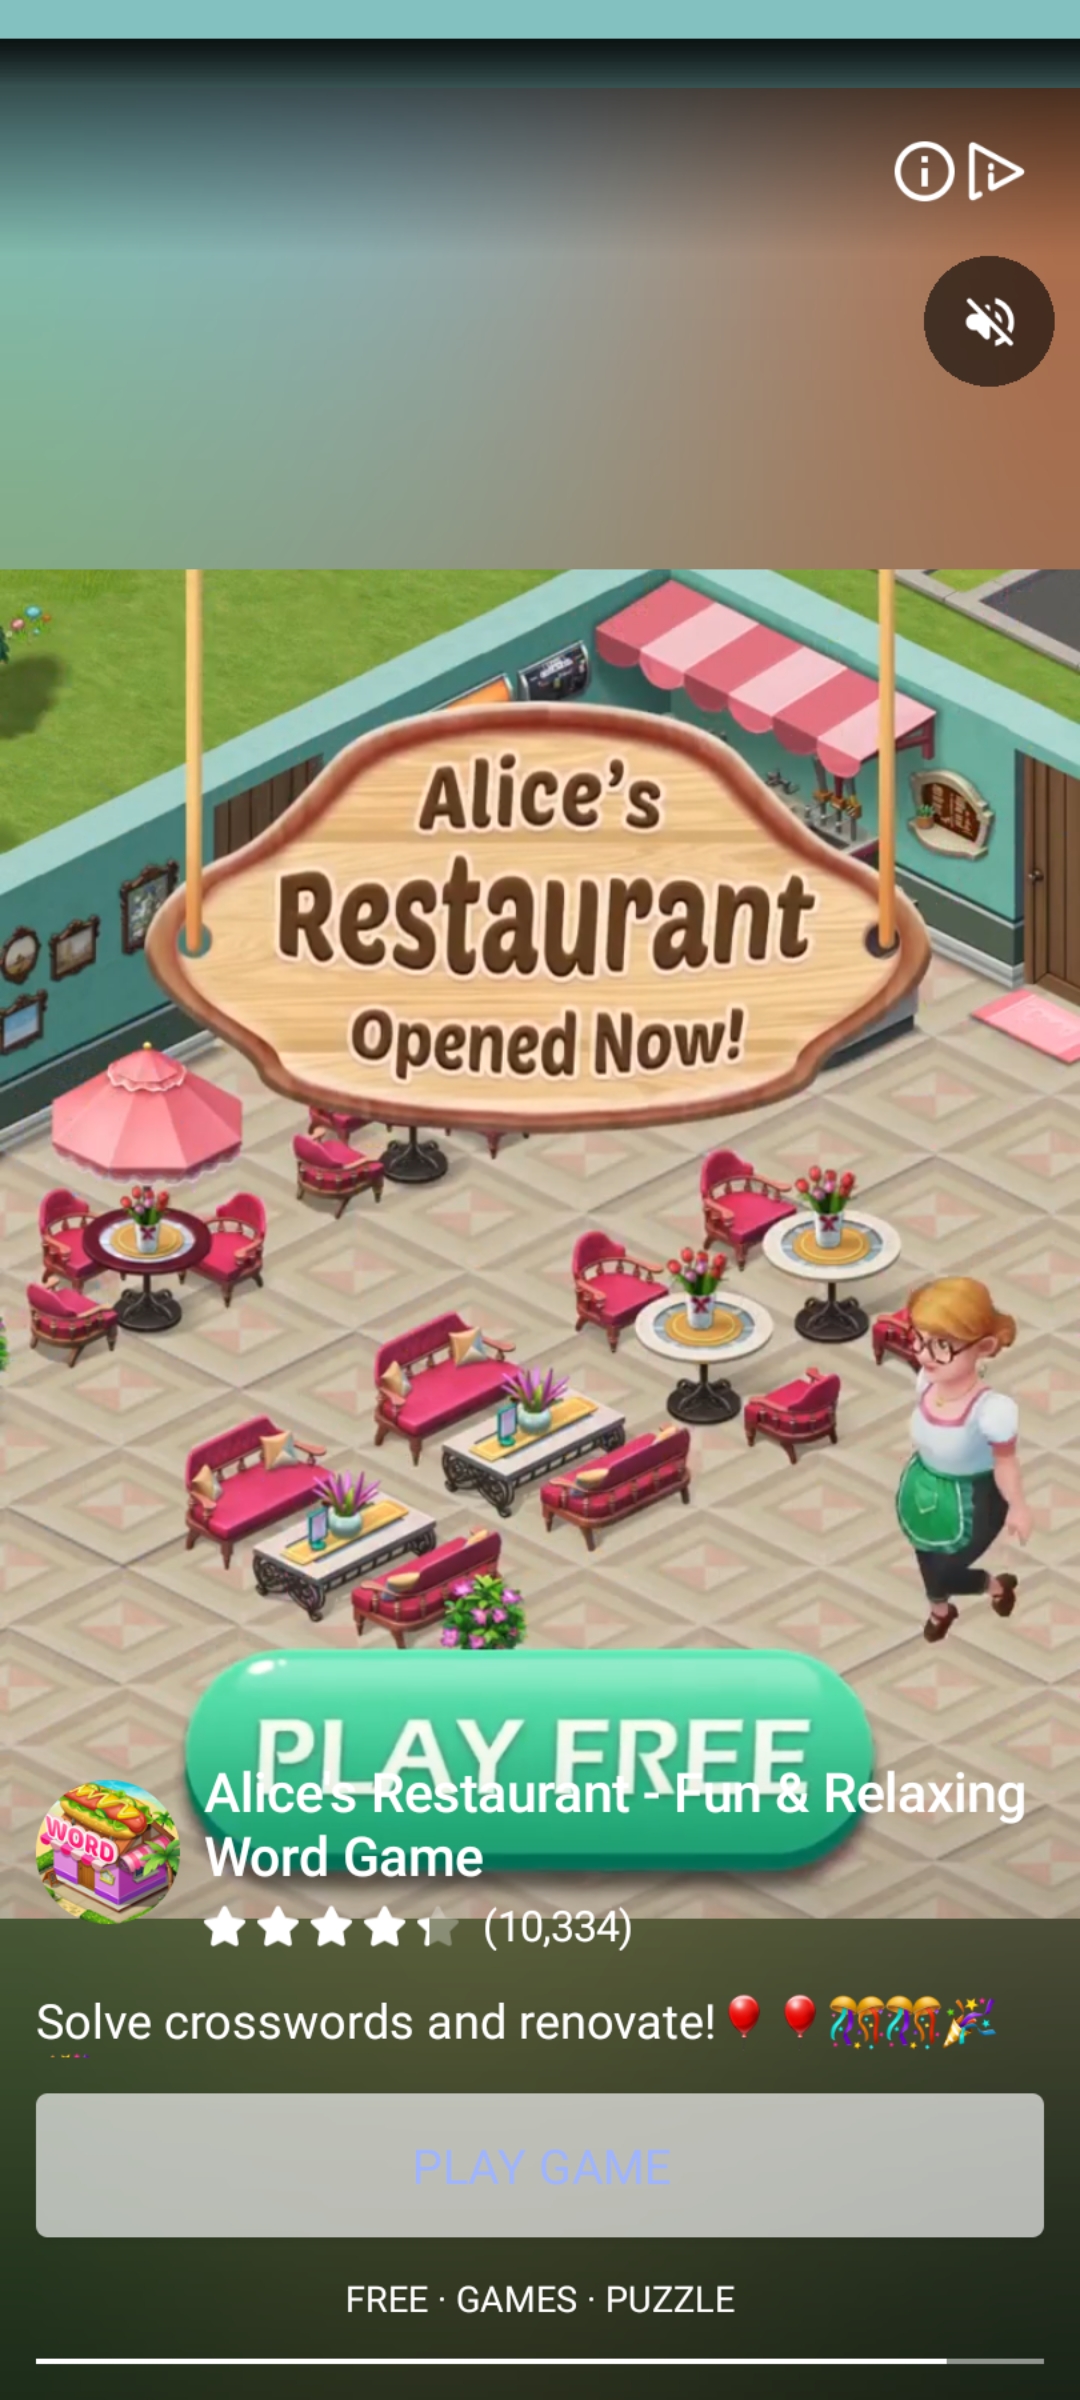 Alice's
Restaurant
Opened Now!
PLAY FREE
WORD
Alice's Restaurant - Fun & Relaxing
Word Game
(10,334)
Solve crosswords and renovate!🎈🎈🎊🎊🎉
PLAY GAME
FREE · GAMES · PUZZLE